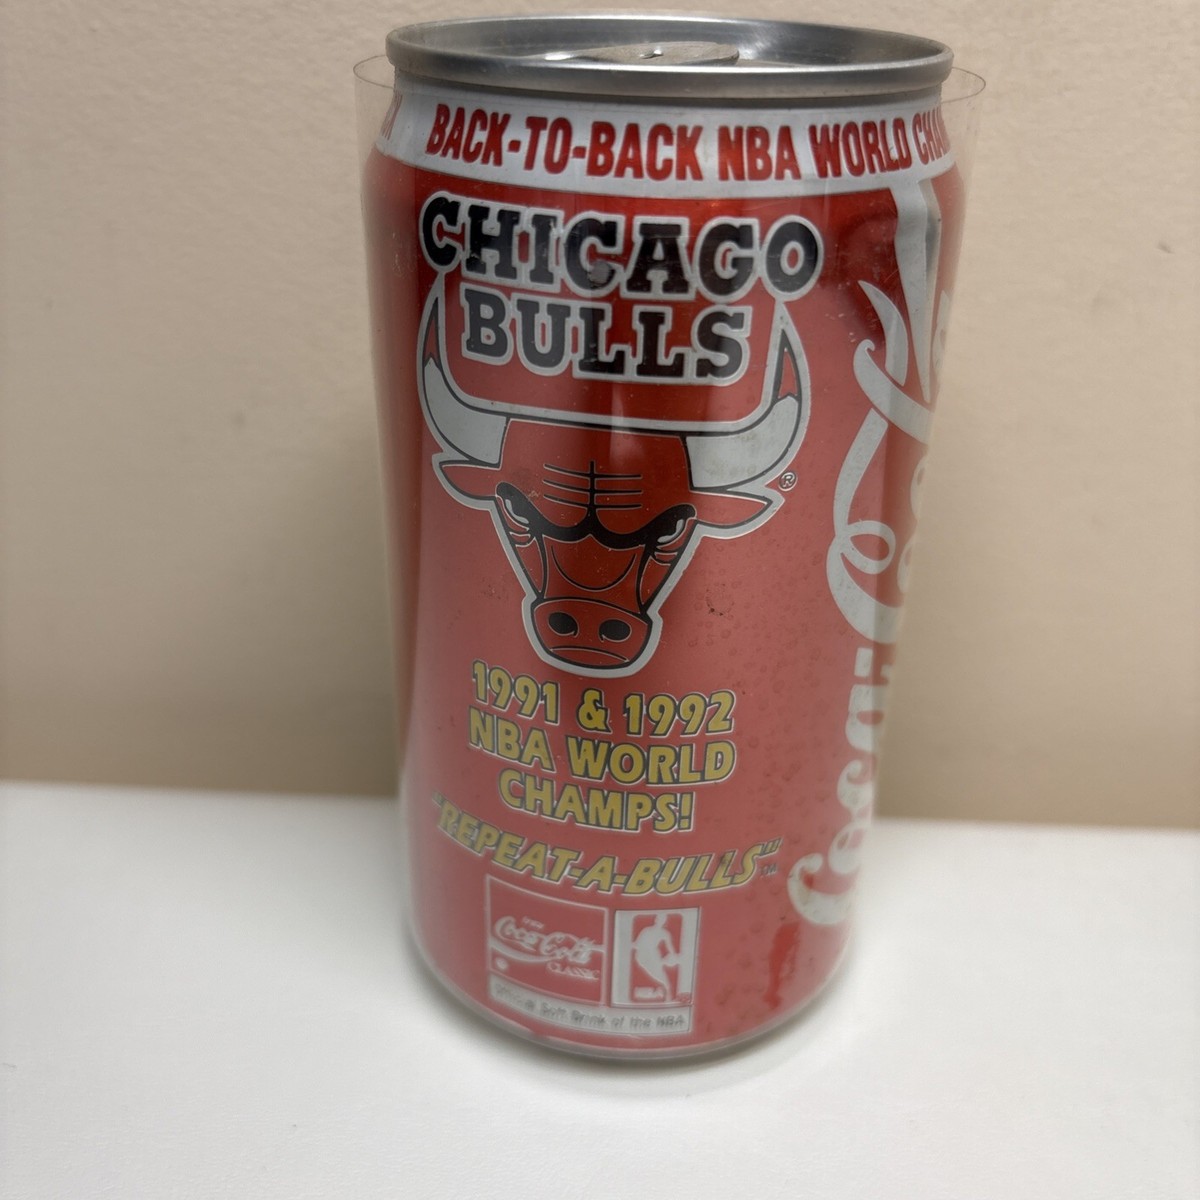 BACK-TO-BACK NBA WORLD CHAM
CHICAGO
BULLS
®
1991 & 1992
NBA WORLD
CHAMPS!
"REPEAT-A-BULLS"
Coca-Cola
Coca-Cola
CLASSIC
NBA
Official Soft Drink of the NBA